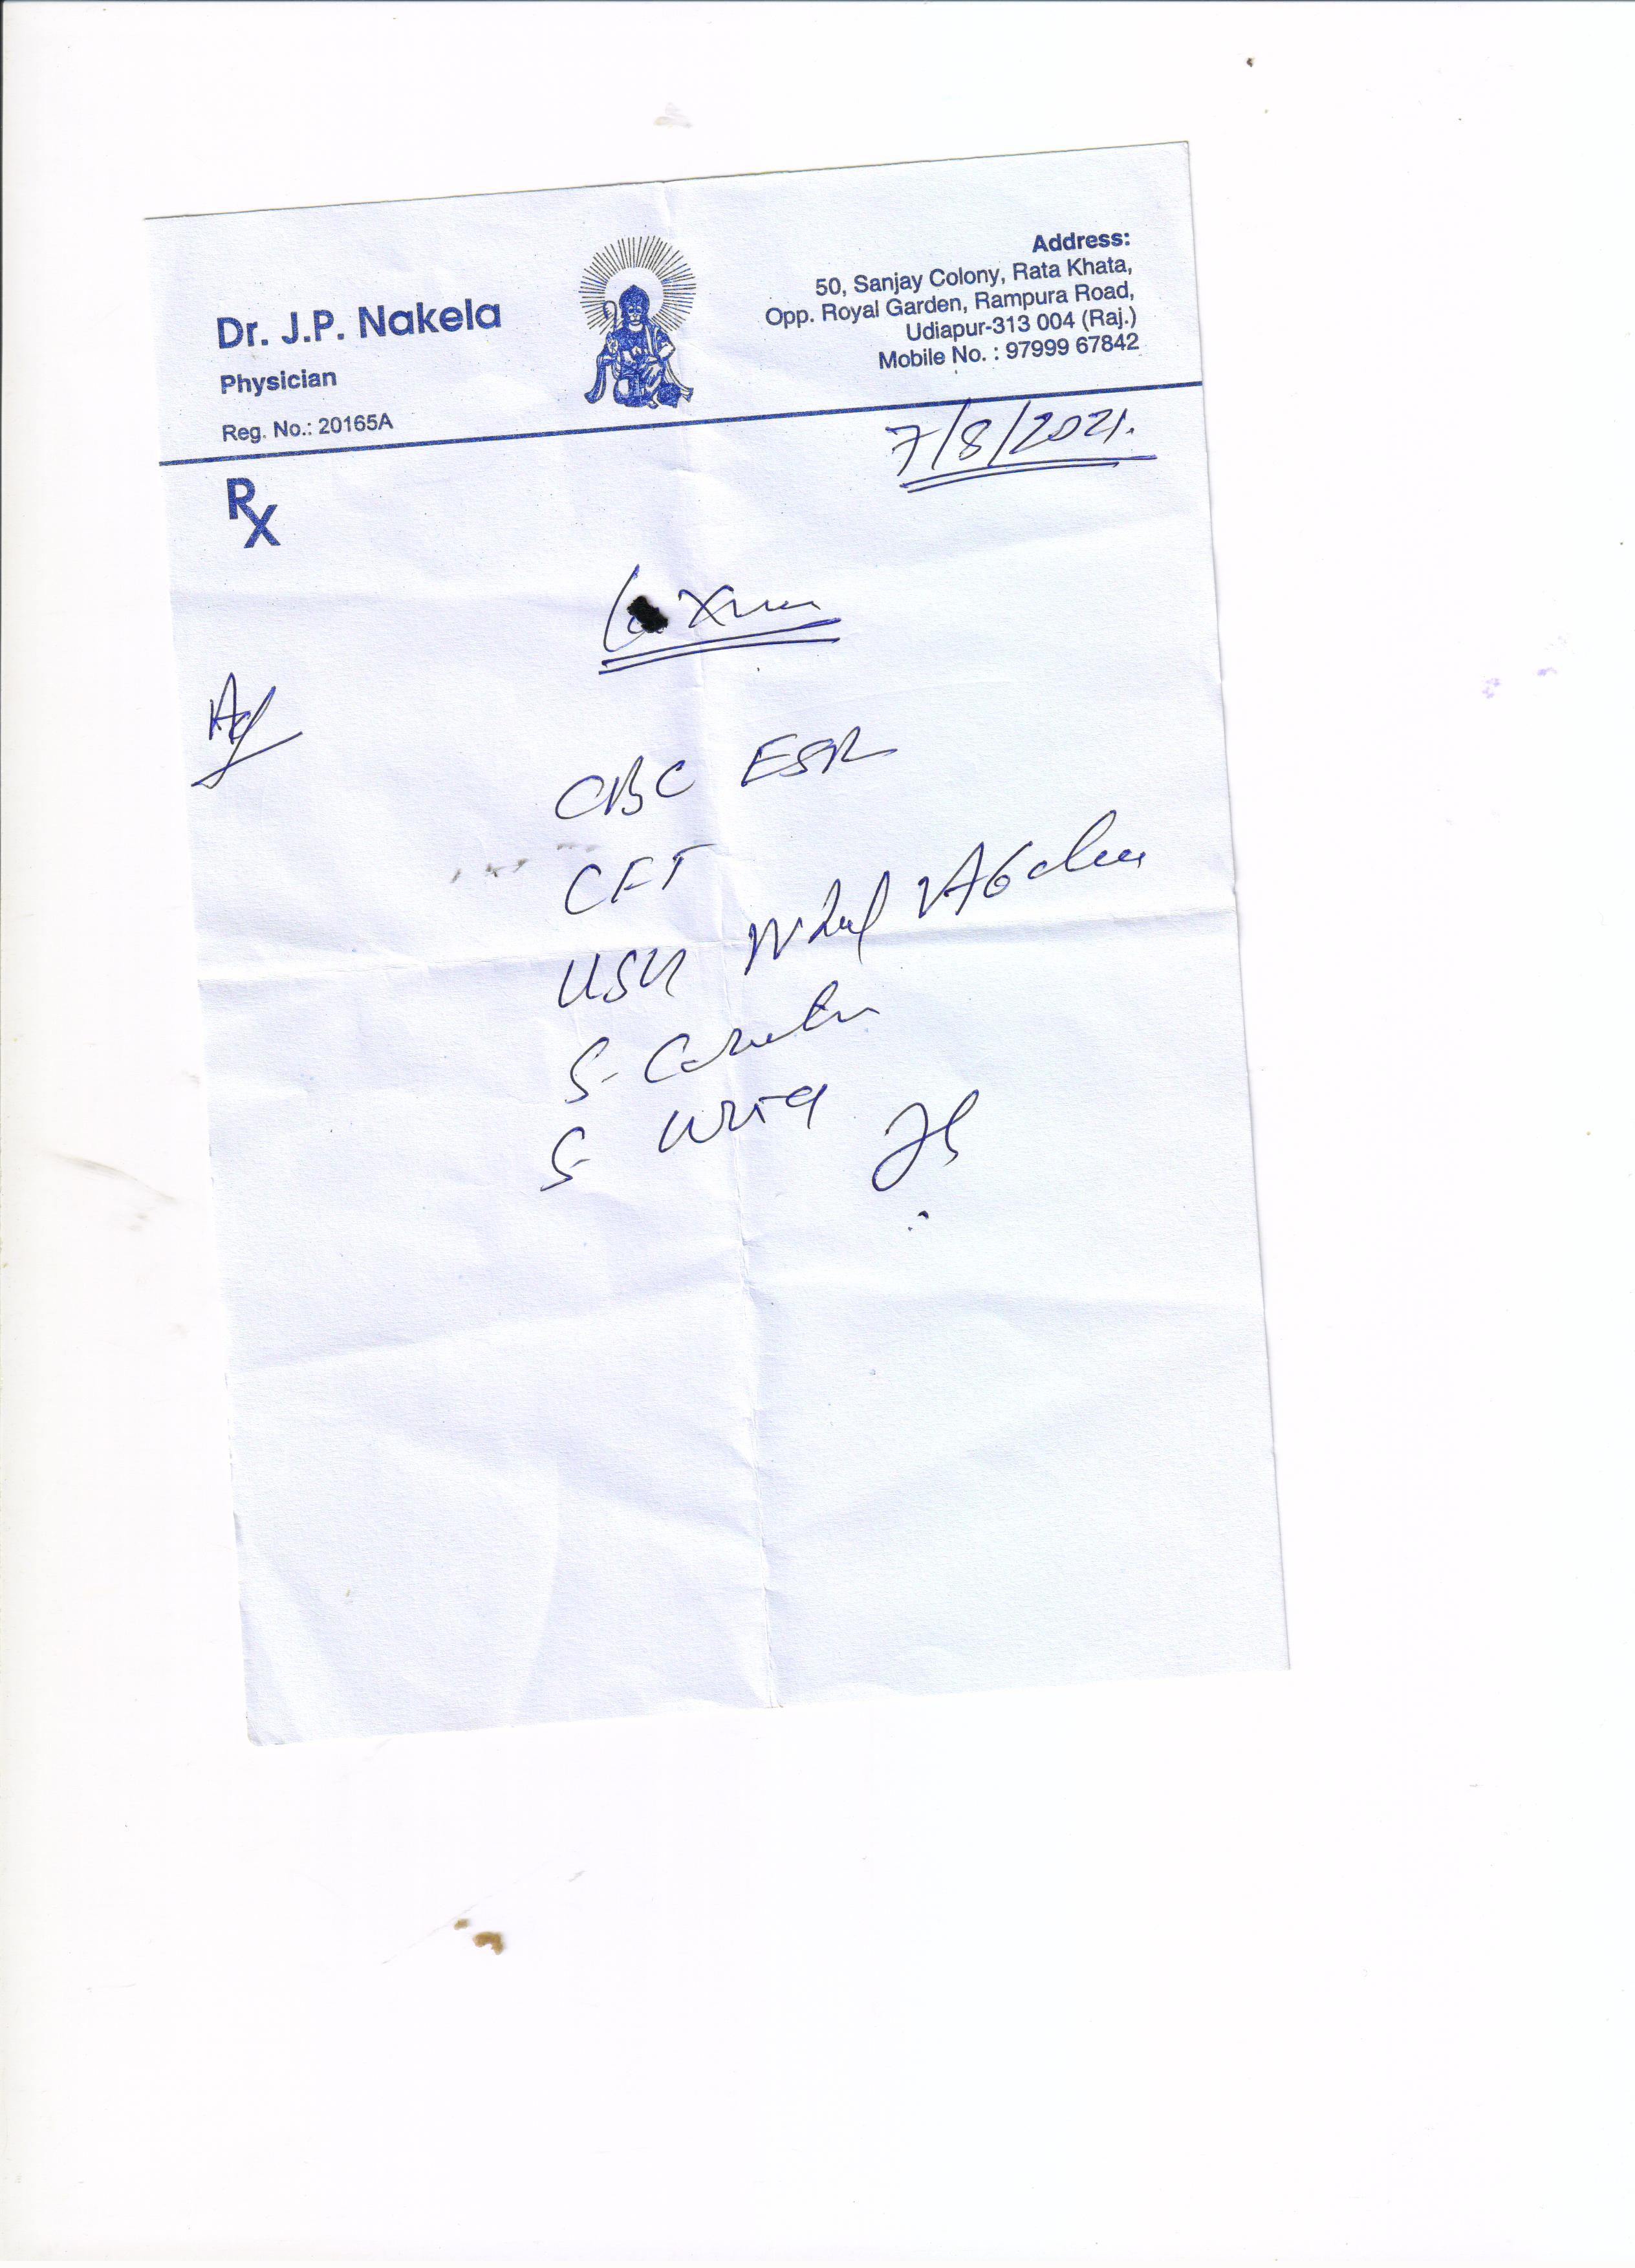 Dr. J.P. Nakela
Physician
Reg. No.: 20165A
Address:
50, Sanjay Colony, Rata Khata,
Opp. Royal Garden, Rampura Road,
Udiapur-313 004 (Raj.)
Mobile No. : 97999 67842
7/8/2021.
Rx
CBC ESR
CFT
USG
S.
S. Uric